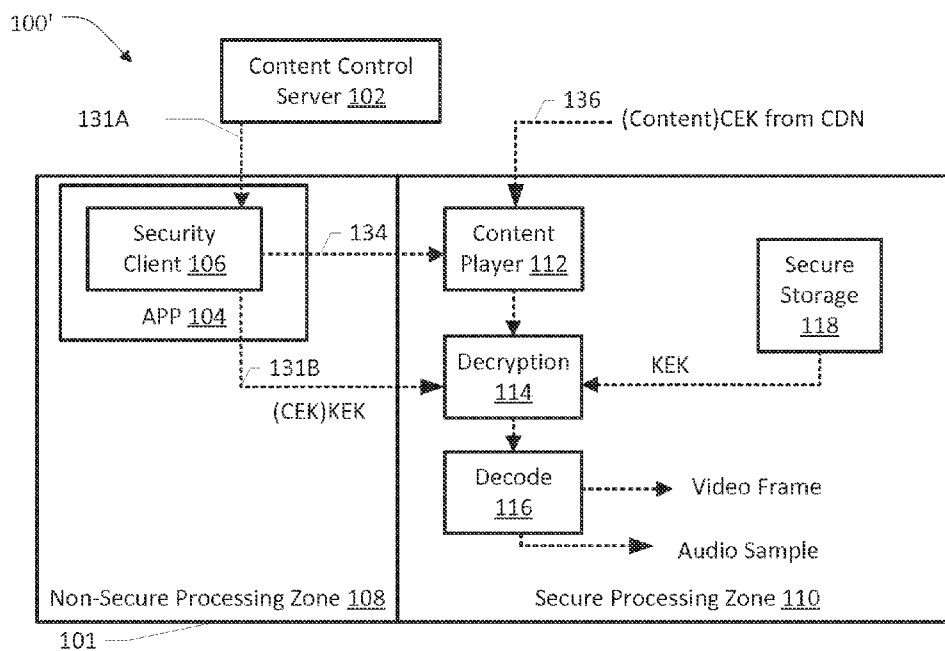 100'
Content Control
Server 102
131A
136
(Content)CEK from CDN
Security
Client 106
134
Content
Player 112
Secure
Storage
118
APP 104
131B
(CEK)KEK
Decryption
114
KEK
Decode
116
Video Frame
Audio Sample
Non-Secure Processing Zone 108
Secure Processing Zone 110
101